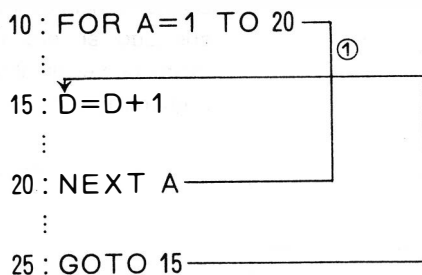 10 : FOR A=1 TO 20
①
⋮
15 : D=D+1
⋮
20 : NEXT A
⋮
25 : GOTO 15